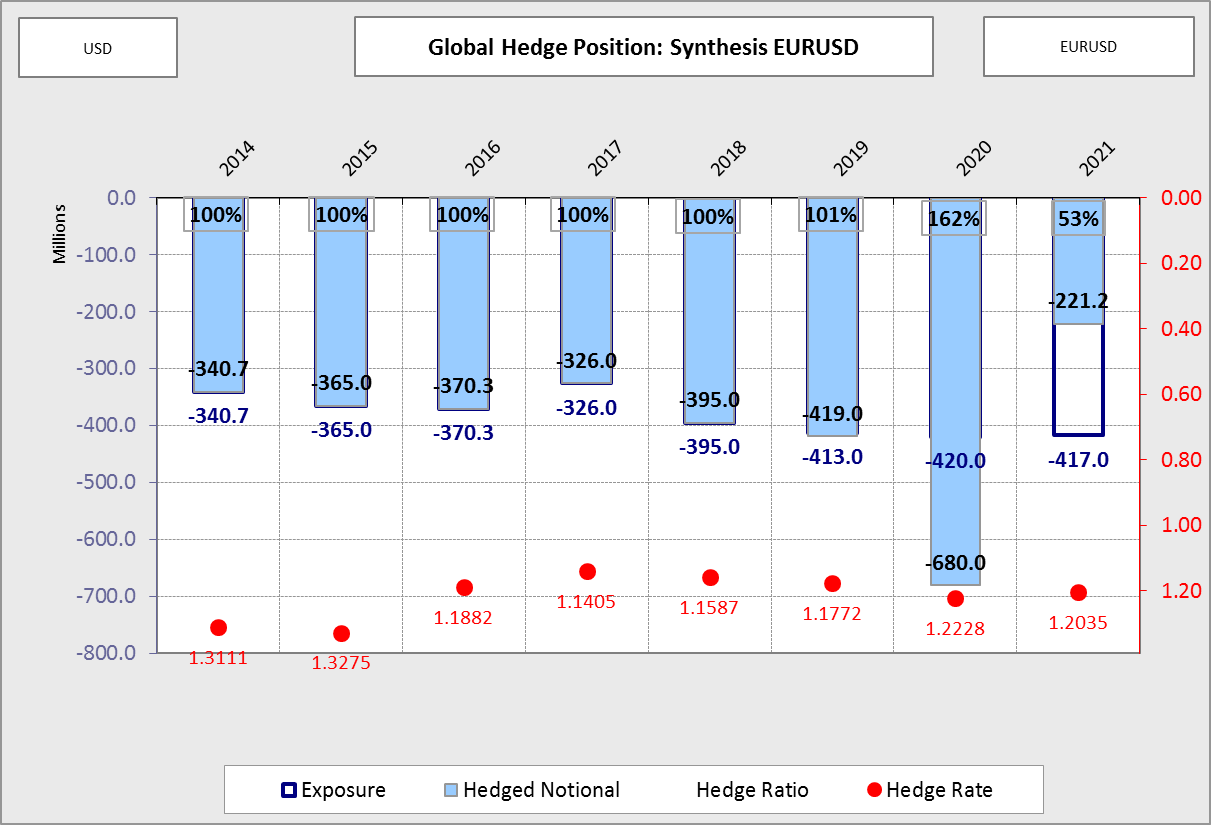 USD
Global Hedge Position: Synthesis EURUSD
EURUSD
2014 2015 2016 2017 2018 2019 2020 2021
Millions
0.0 100% 100% 100% 100% 100% 101% 162% 53% 0.00
-100.0 0.20
-200.0 -221.2 0.40
-300.0 -340.7 -365.0 -370.3 -326.0 -395.0 -419.0 0.60
-400.0 -340.7 -365.0 -370.3 -326.0 -395.0 -413.0 -420.0 -417.0 0.80
-500.0 1.00
-600.0 -680.0 1.20
-700.0 1.1882 1.1405 1.1587 1.1772 1.2228 1.2035
-800.0 1.3111 1.3275
Exposure Hedged Notional Hedge Ratio Hedge Rate